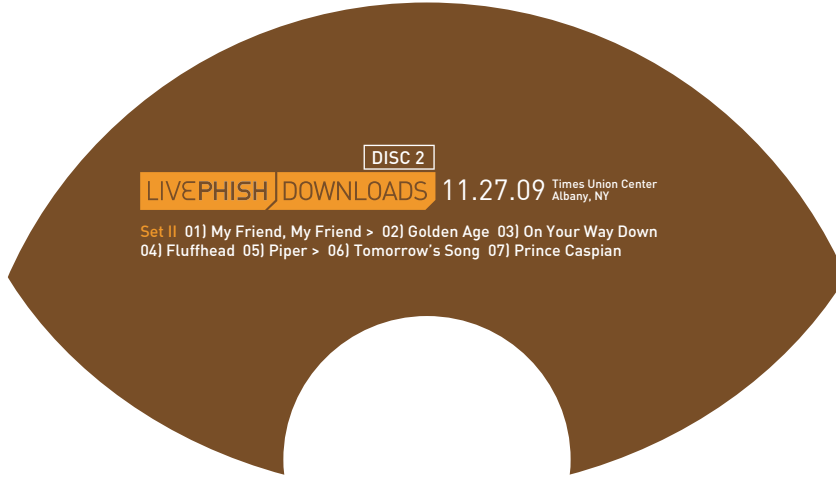 DISC 2
LIVEPHISH DOWNLOADS 11.27.09 Times Union Center
Albany, NY
Set II 01) My Friend, My Friend > 02) Golden Age 03) On Your Way Down
04) Fluffhead 05) Piper > 06) Tomorrow's Song 07) Prince Caspian